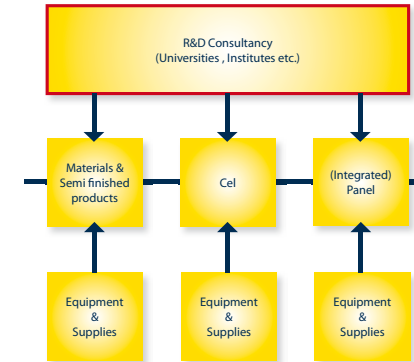 R&D Consultancy
(Universities , Institutes etc.)
Materials &
Semi finished
products
Cel
(Integrated)
Panel
Equipment
&
Supplies
Equipment
&
Supplies
Equipment
&
Supplies